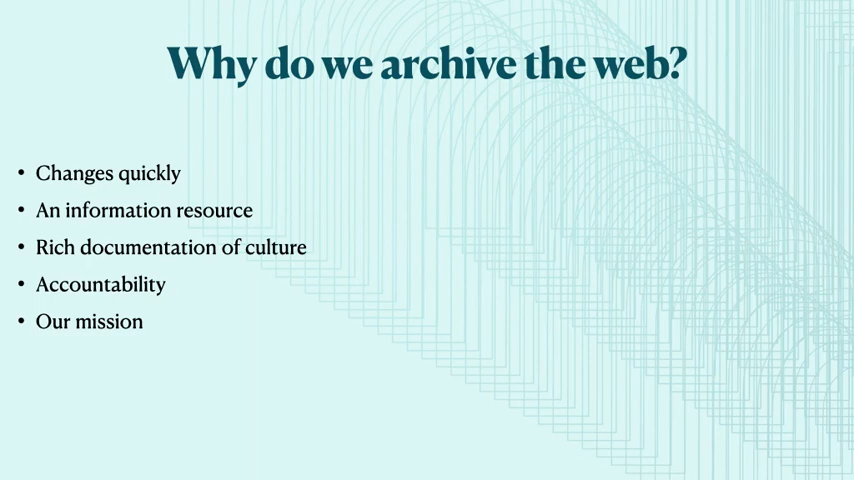 Why do we archive the web?
• Changes quickly
• An information resource
• Rich documentation of culture
• Accountability
• Our mission